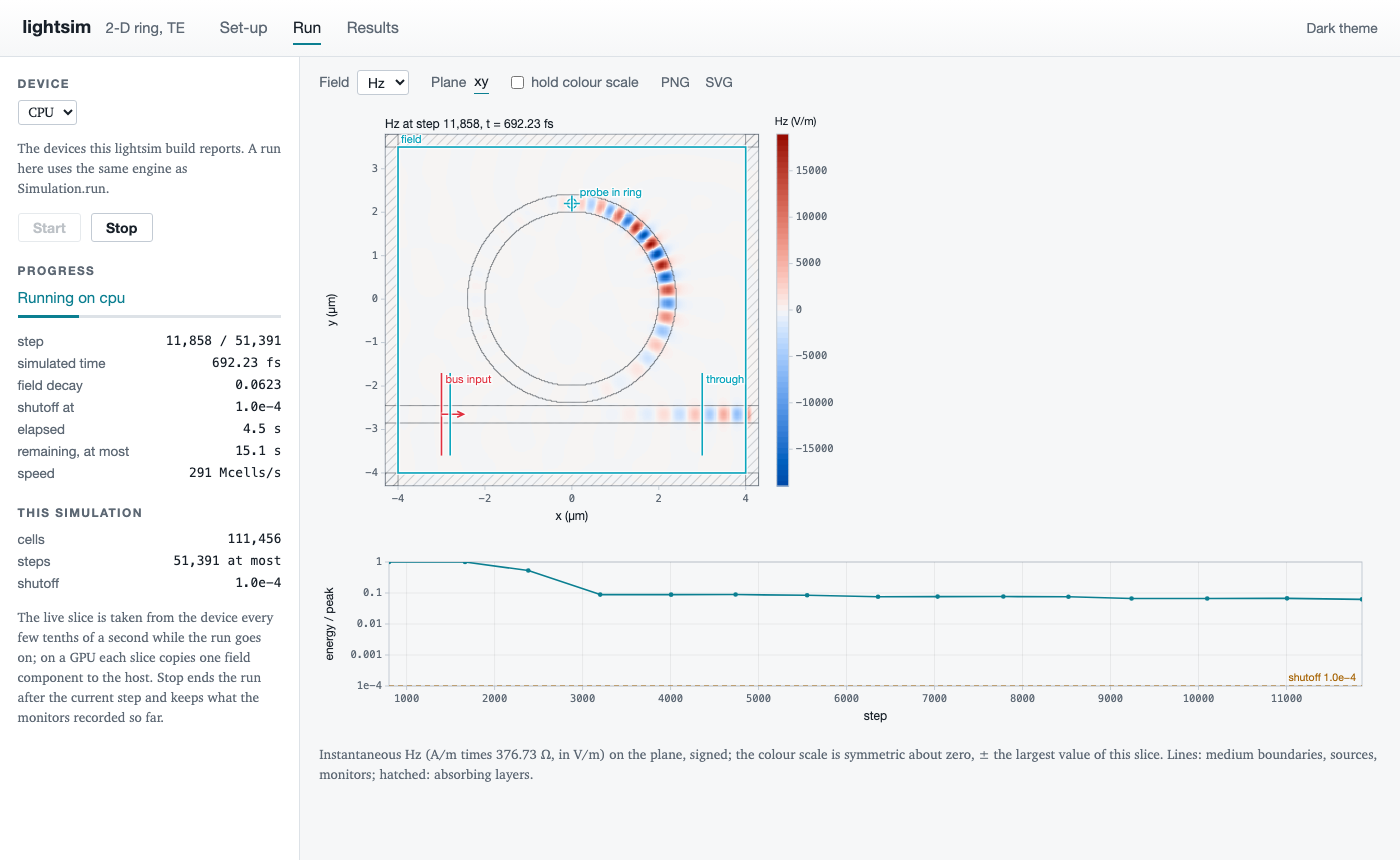 lightsim 2-D ring, TE Set-up Run Results Dark theme
DEVICE
CPU
The devices this lightsim build reports. A run
here uses the same engine as
Simulation.run.
Start Stop
PROGRESS
Running on cpu
step 11,858 / 51,391
simulated time 692.23 fs
field decay 0.0623
shutoff at 1.0e-4
elapsed 4.5 s
remaining, at most 15.1 s
speed 291 Mcells/s
THIS SIMULATION
cells 111,456
steps 51,391 at most
shutoff 1.0e-4
The live slice is taken from the device every
few tenths of a second while the run goes
on; on a GPU each slice copies one field
component to the host. Stop ends the run
after the current step and keeps what the
monitors recorded so far.
Field Hz Plane xy hold colour scale PNG SVG
Hz at step 11,858, t = 692.23 fs
Hz (V/m)
field
probe in ring
bus input
through
3
2
1
0
−1
−2
−3
−4
y (µm)
−4 −2 0 2 4
x (µm)
15000
10000
5000
0
−5000
−10000
−15000
1
0.1
0.01
0.001
1e−4
energy / peak
shutoff 1.0e−4
1000 2000 3000 4000 5000 6000 7000 8000 9000 10000 11000
step
Instantaneous Hz (A/m times 376.73 Ω, in V/m) on the plane, signed; the colour scale is symmetric about zero, ± the largest value of this slice. Lines: medium boundaries, sources,
monitors; hatched: absorbing layers.